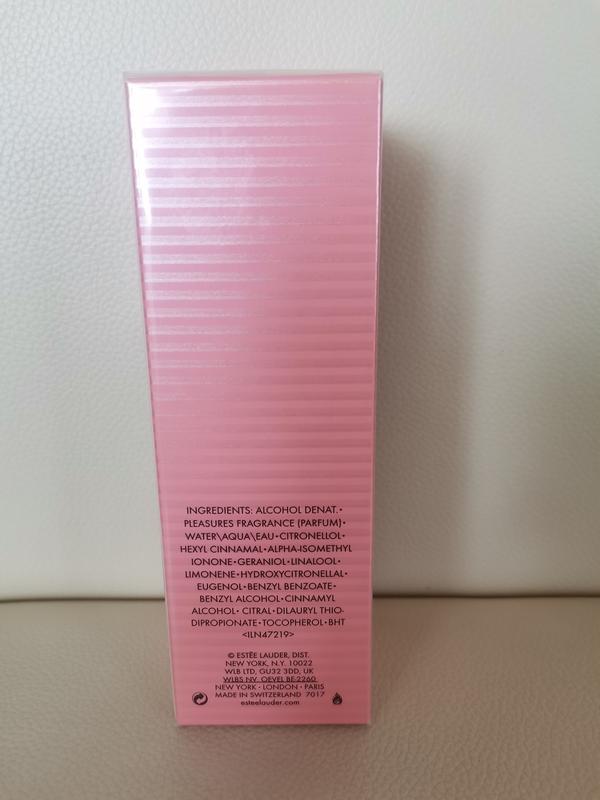 INGREDIENTS: ALCOHOL DENAT.•
PLEASURES FRAGRANCE (PARFUM)•
WATER\AQUA\EAU•CITRONELLOL•
HEXYL CINNAMAL•ALPHA-ISOMETHYL
IONONE•GERANIOL•LINALOOL•
LIMONENE•HYDROXYCITRONELLAL•
EUGENOL•BENZYL BENZOATE•
BENZYL ALCOHOL•CINNAMYL
ALCOHOL• CITRAL•DILAURYL THIO-
DIPROPIONATE•TOCOPHEROL•BHT
<ILN47219>
© ESTĒE LAUDER, DIST.
NEW YORK, N.Y. 10022
WLB LTD, GU32 3DD, UK
WLBS NV. OEVEL BE-2260
NEW YORK · LONDON · PARIS
MADE IN SWITZERLAND 7017
esteelauder.com